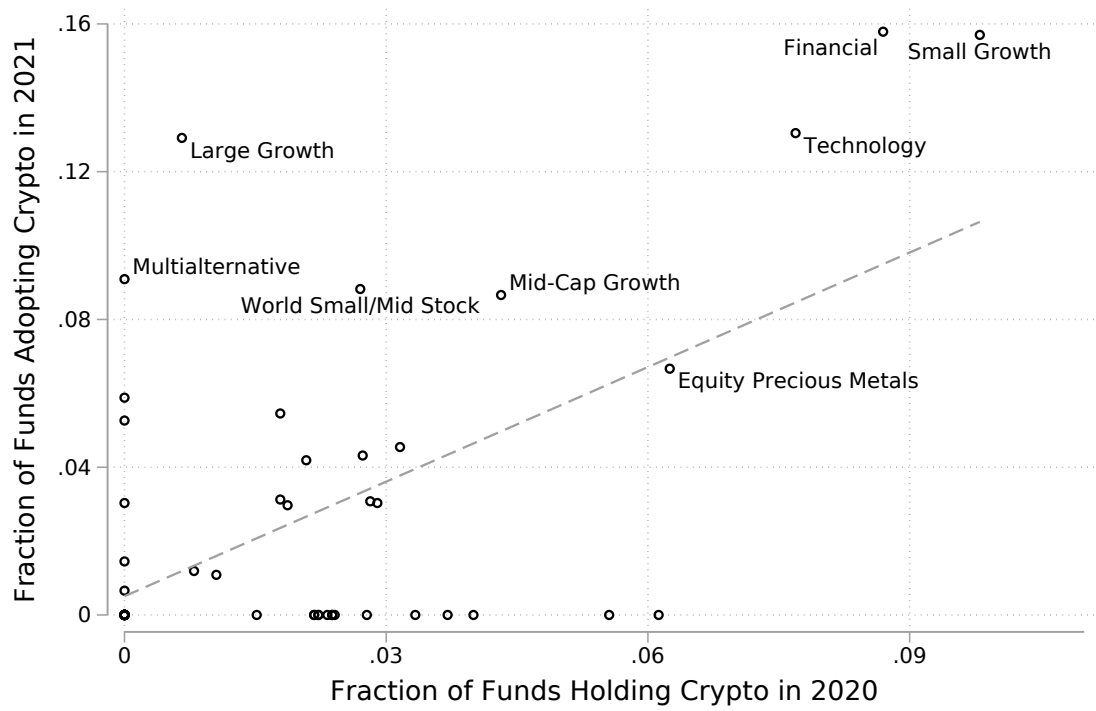 .16
.12
.08
.04
0
Fraction of Funds Adopting Crypto in 2021
Financial
Small Growth
Large Growth
Technology
Multialternative
World Small/Mid Stock
Mid-Cap Growth
Equity Precious Metals
0
.03
.06
.09
Fraction of Funds Holding Crypto in 2020